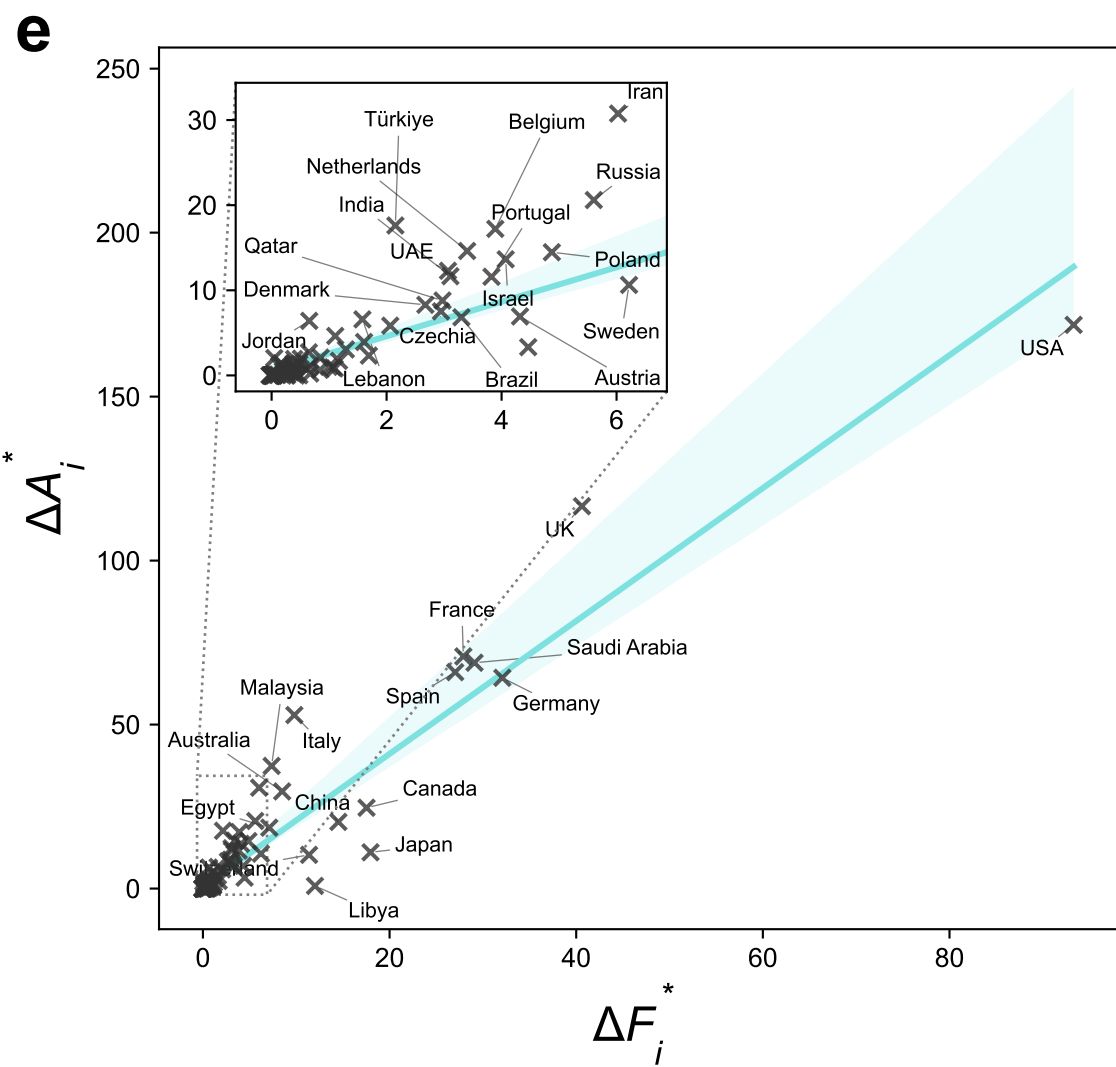 e
250
200
150
100
50
0
ΔA_i^*
30
20
10
0
0
2
4
6
Iran
Türkiye
Belgium
Netherlands
Russia
India
Portugal
Qatar
UAE
Poland
Denmark
Israel
Jordan
Czechia
Sweden
Lebanon
Brazil
Austria
USA
UK
France
Saudi Arabia
Malaysia
Spain
Germany
Australia
Italy
Egypt
China
Canada
Japan
Switzerland
Libya
0
20
40
60
80
ΔF_i^*